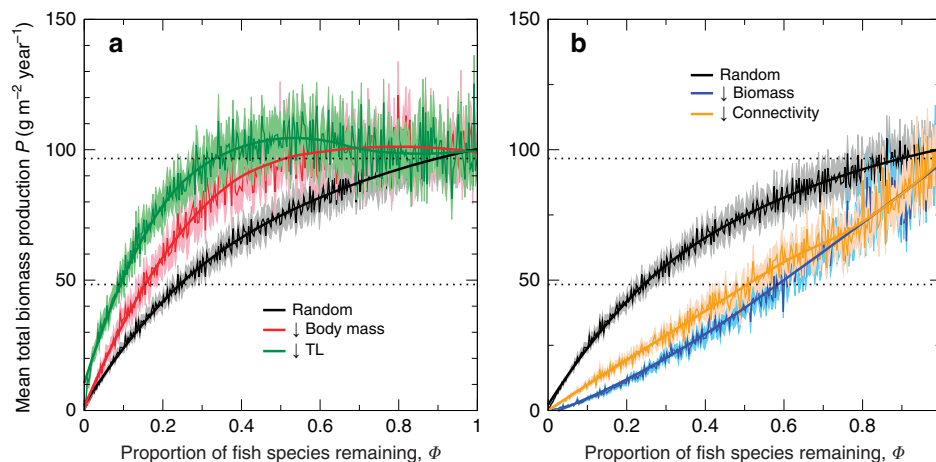 a
b
Mean total biomass production P (g m−2 year−1)
150
100
50
0
Random
↓ Body mass
↓ TL
0
0.2
0.4
0.6
0.8
1
Proportion of fish species remaining, Φ
150
100
50
0
Random
↓ Biomass
↓ Connectivity
0
0.2
0.4
0.6
0.8
Proportion of fish species remaining, Φ